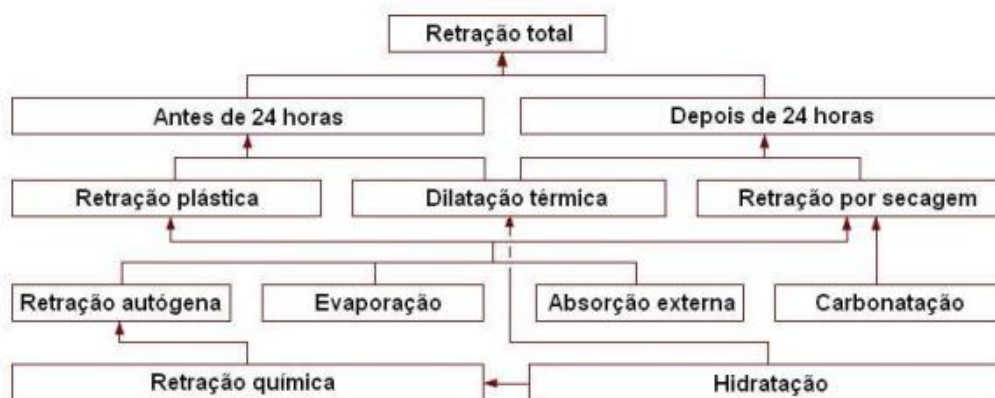 Retração total
Antes de 24 horas
Depois de 24 horas
Retração plástica
Dilatação térmica
Retração por secagem
Retração autógena
Evaporação
Absorção externa
Carbonatação
Retração química
Hidratação